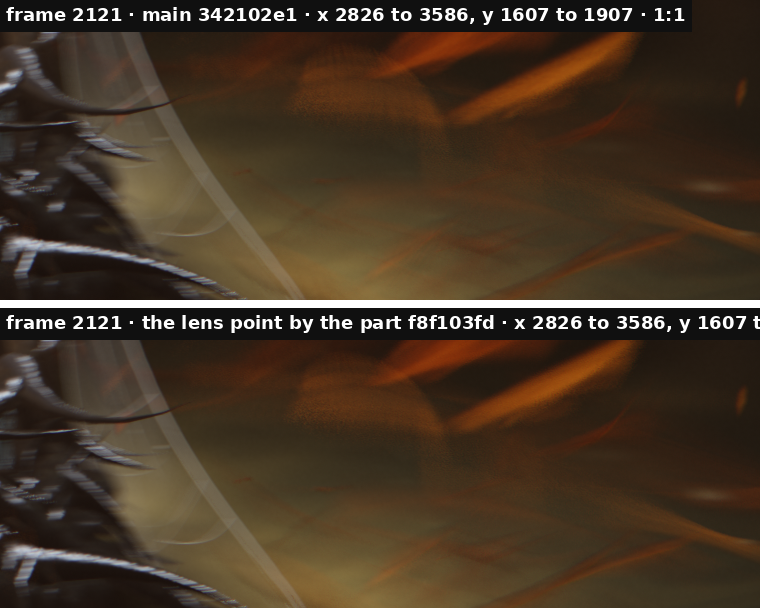 frame 2121 · main 342102e1 · x 2826 to 3586, y 1607 to 1907 · 1:1
frame 2121 · the lens point by the part f8f103fd · x 2826 to 3586, y 1607 t